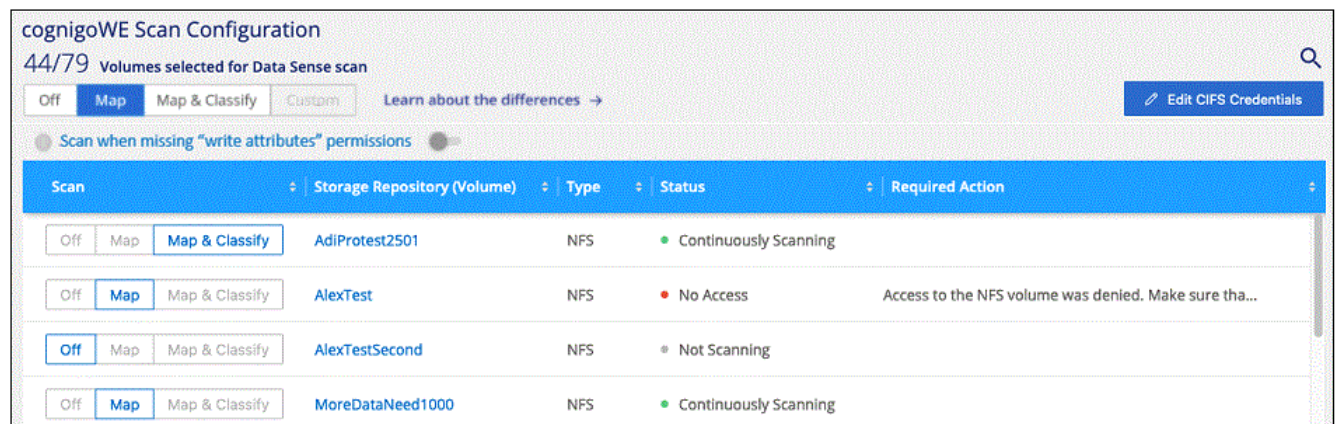 cognigoWE Scan Configuration
44/79 Volumes selected for Data Sense scan
Off Map Map & Classify Custom Learn about the differences → Edit CIFS Credentials
Scan when missing “write attributes” permissions
Scan Storage Repository (Volume) Type Status Required Action
Off Map Map & Classify AdiProtest2501 NFS Continuously Scanning
Off Map Map & Classify AlexTest NFS No Access Access to the NFS volume was denied. Make sure tha...
Off Map Map & Classify AlexTestSecond NFS Not Scanning
Off Map Map & Classify MoreDataNeed1000 NFS Continuously Scanning